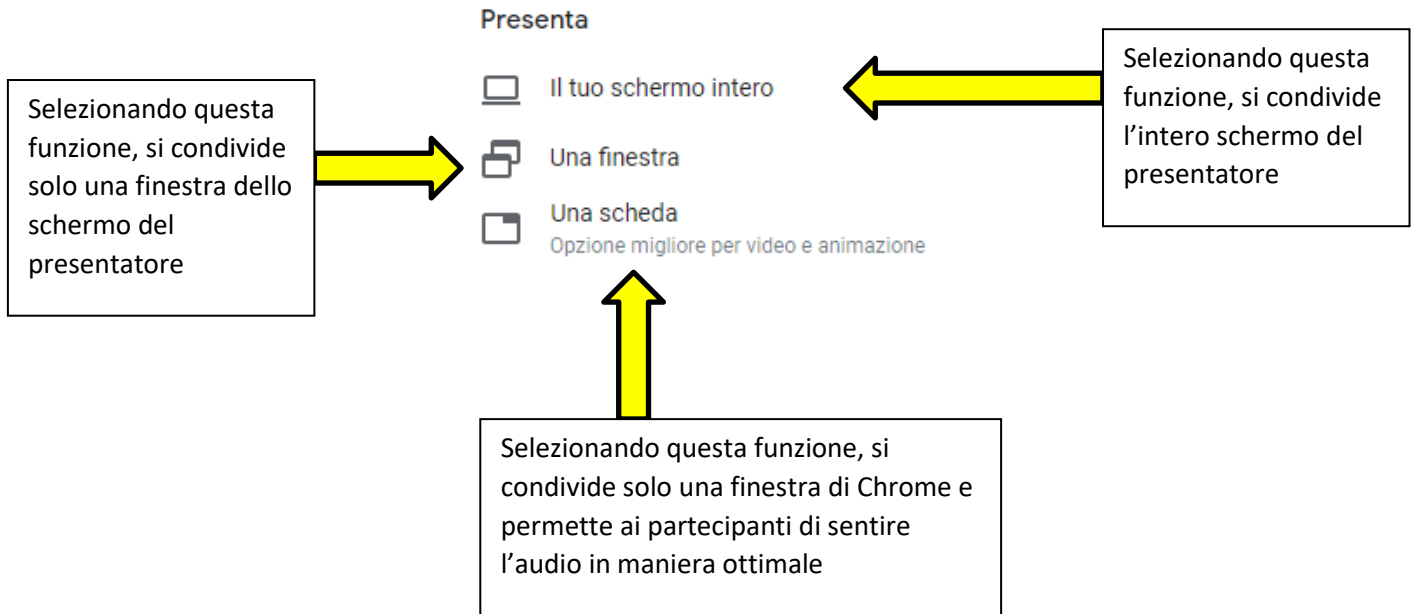 Presenta
Il tuo schermo intero
Una finestra
Una scheda
Opzione migliore per video e animazione
Selezionando questa
funzione, si condivide
solo una finestra dello
schermo del
presentatore
Selezionando questa
funzione, si condivide
l’intero schermo del
presentatore
Selezionando questa funzione, si
condivide solo una finestra di Chrome e
permette ai partecipanti di sentire
l’audio in maniera ottimale